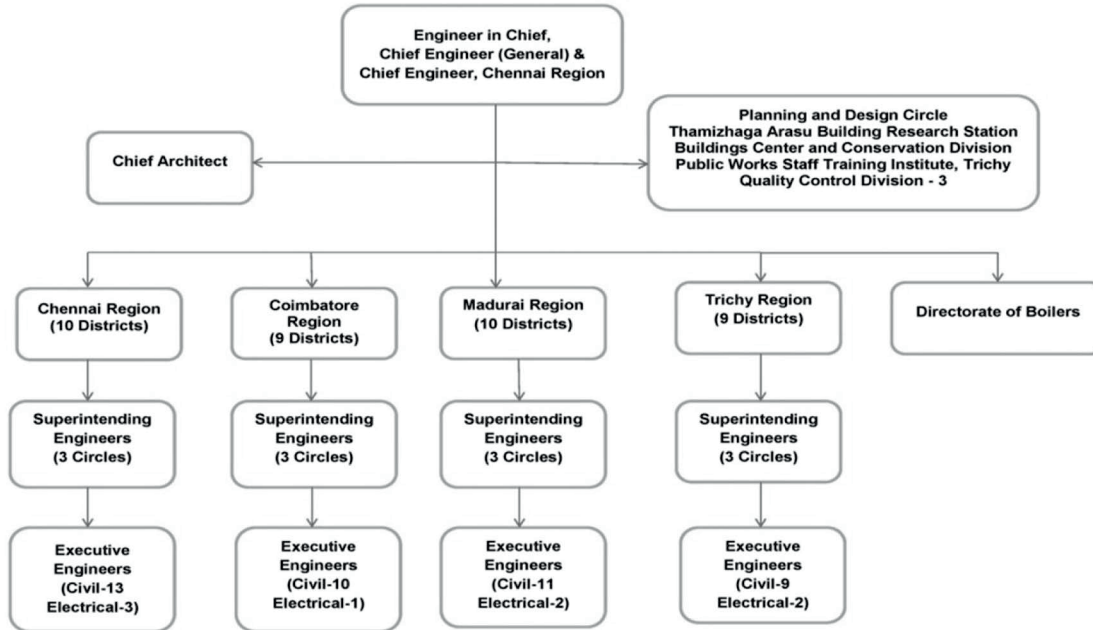 Engineer in Chief,
Chief Engineer (General) &
Chief Engineer, Chennai Region
Chief Architect
Planning and Design Circle
Thamizhaga Arasu Building Research Station
Buildings Center and Conservation Division
Public Works Staff Training Institute, Trichy
Quality Control Division - 3
Chennai Region
(10 Districts)
Coimbatore
Region
(9 Districts)
Madurai Region
(10 Districts)
Trichy Region
(9 Districts)
Directorate of Boilers
Superintending
Engineers
(3 Circles)
Superintending
Engineers
(3 Circles)
Superintending
Engineers
(3 Circles)
Superintending
Engineers
(3 Circles)
Executive
Engineers
(Civil-13
Electrical-3)
Executive
Engineers
(Civil-10
Electrical-1)
Executive
Engineers
(Civil-11
Electrical-2)
Executive
Engineers
(Civil-9
Electrical-2)